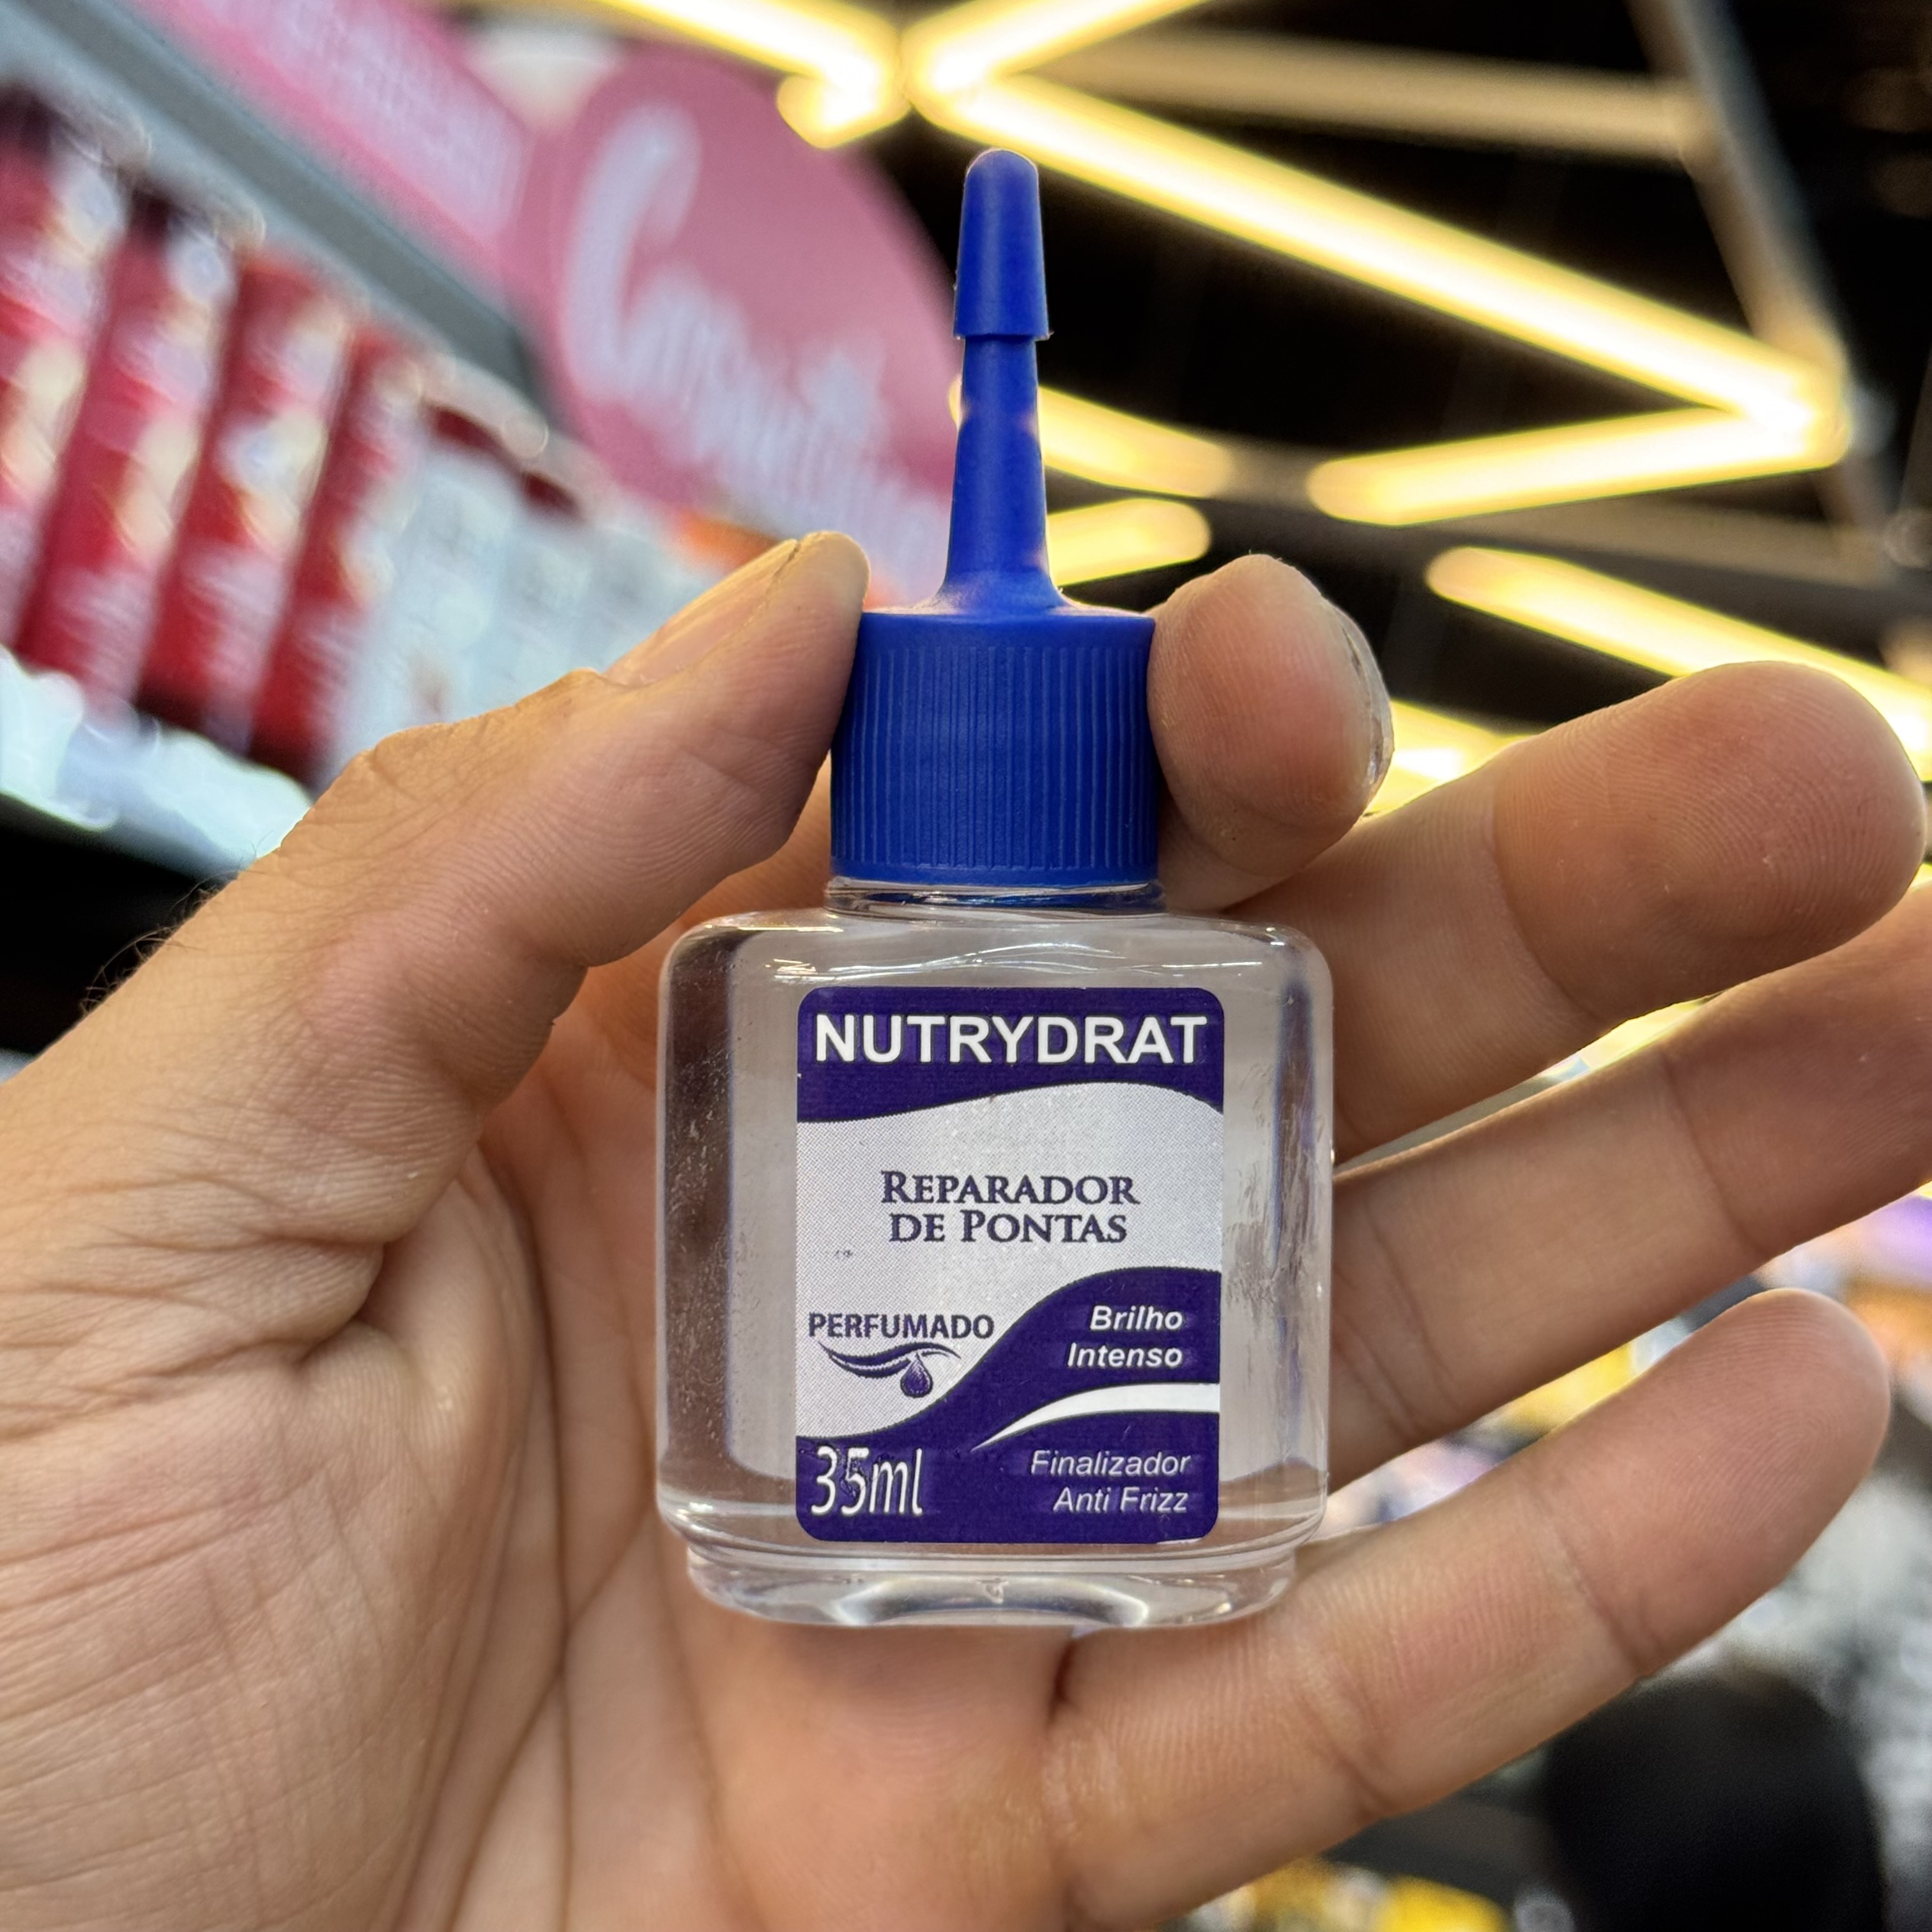 NUTRYDRAT
REPARADOR
DE PONTAS
PERFUMADO
Brilho
Intenso
35ml
Finalizador
Anti Frizz